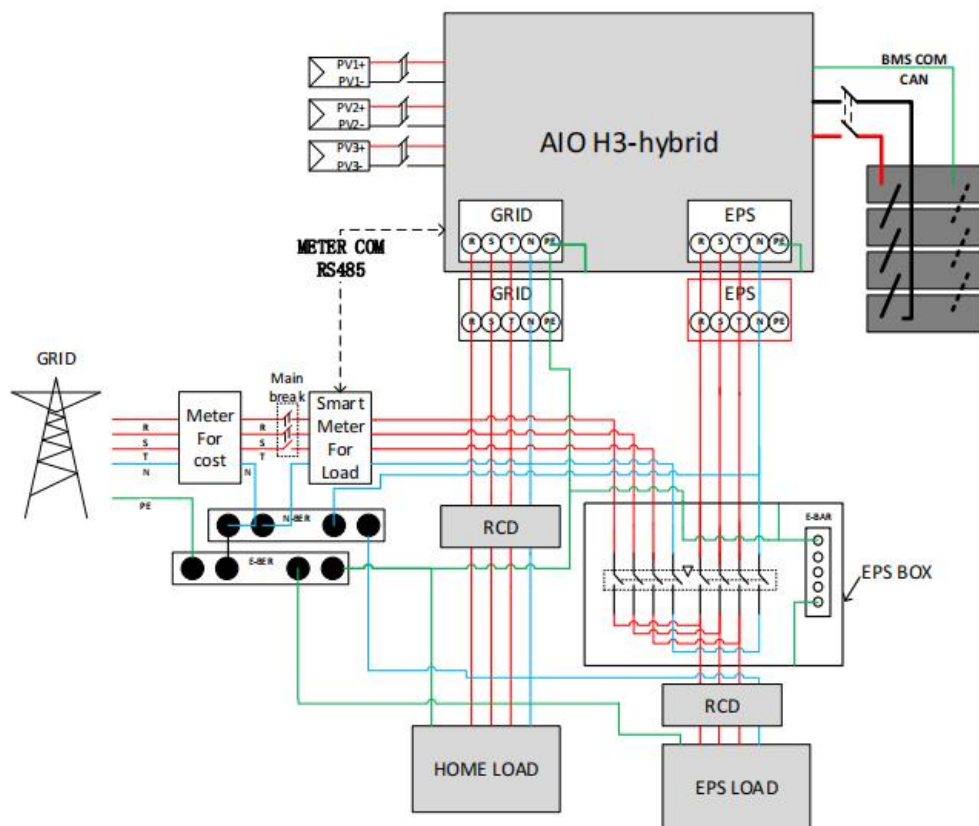 PV1+
PV1-
PV2+
PV2-
PV3+
PV3-
AIO H3-hybrid
BMS COM
CAN
GRID
R S T N PE
EPS
R S T N PE
METER COM
RS485
GRID
R S T N PE
EPS
R S T N PE
GRID
Meter
For
cost
Main
break
Smart
Meter
For
Load
R
S
T
N
R
S
T
N
PE
N-BER
E-BER
RCD
E-BAR
EPS BOX
RCD
HOME LOAD
EPS LOAD